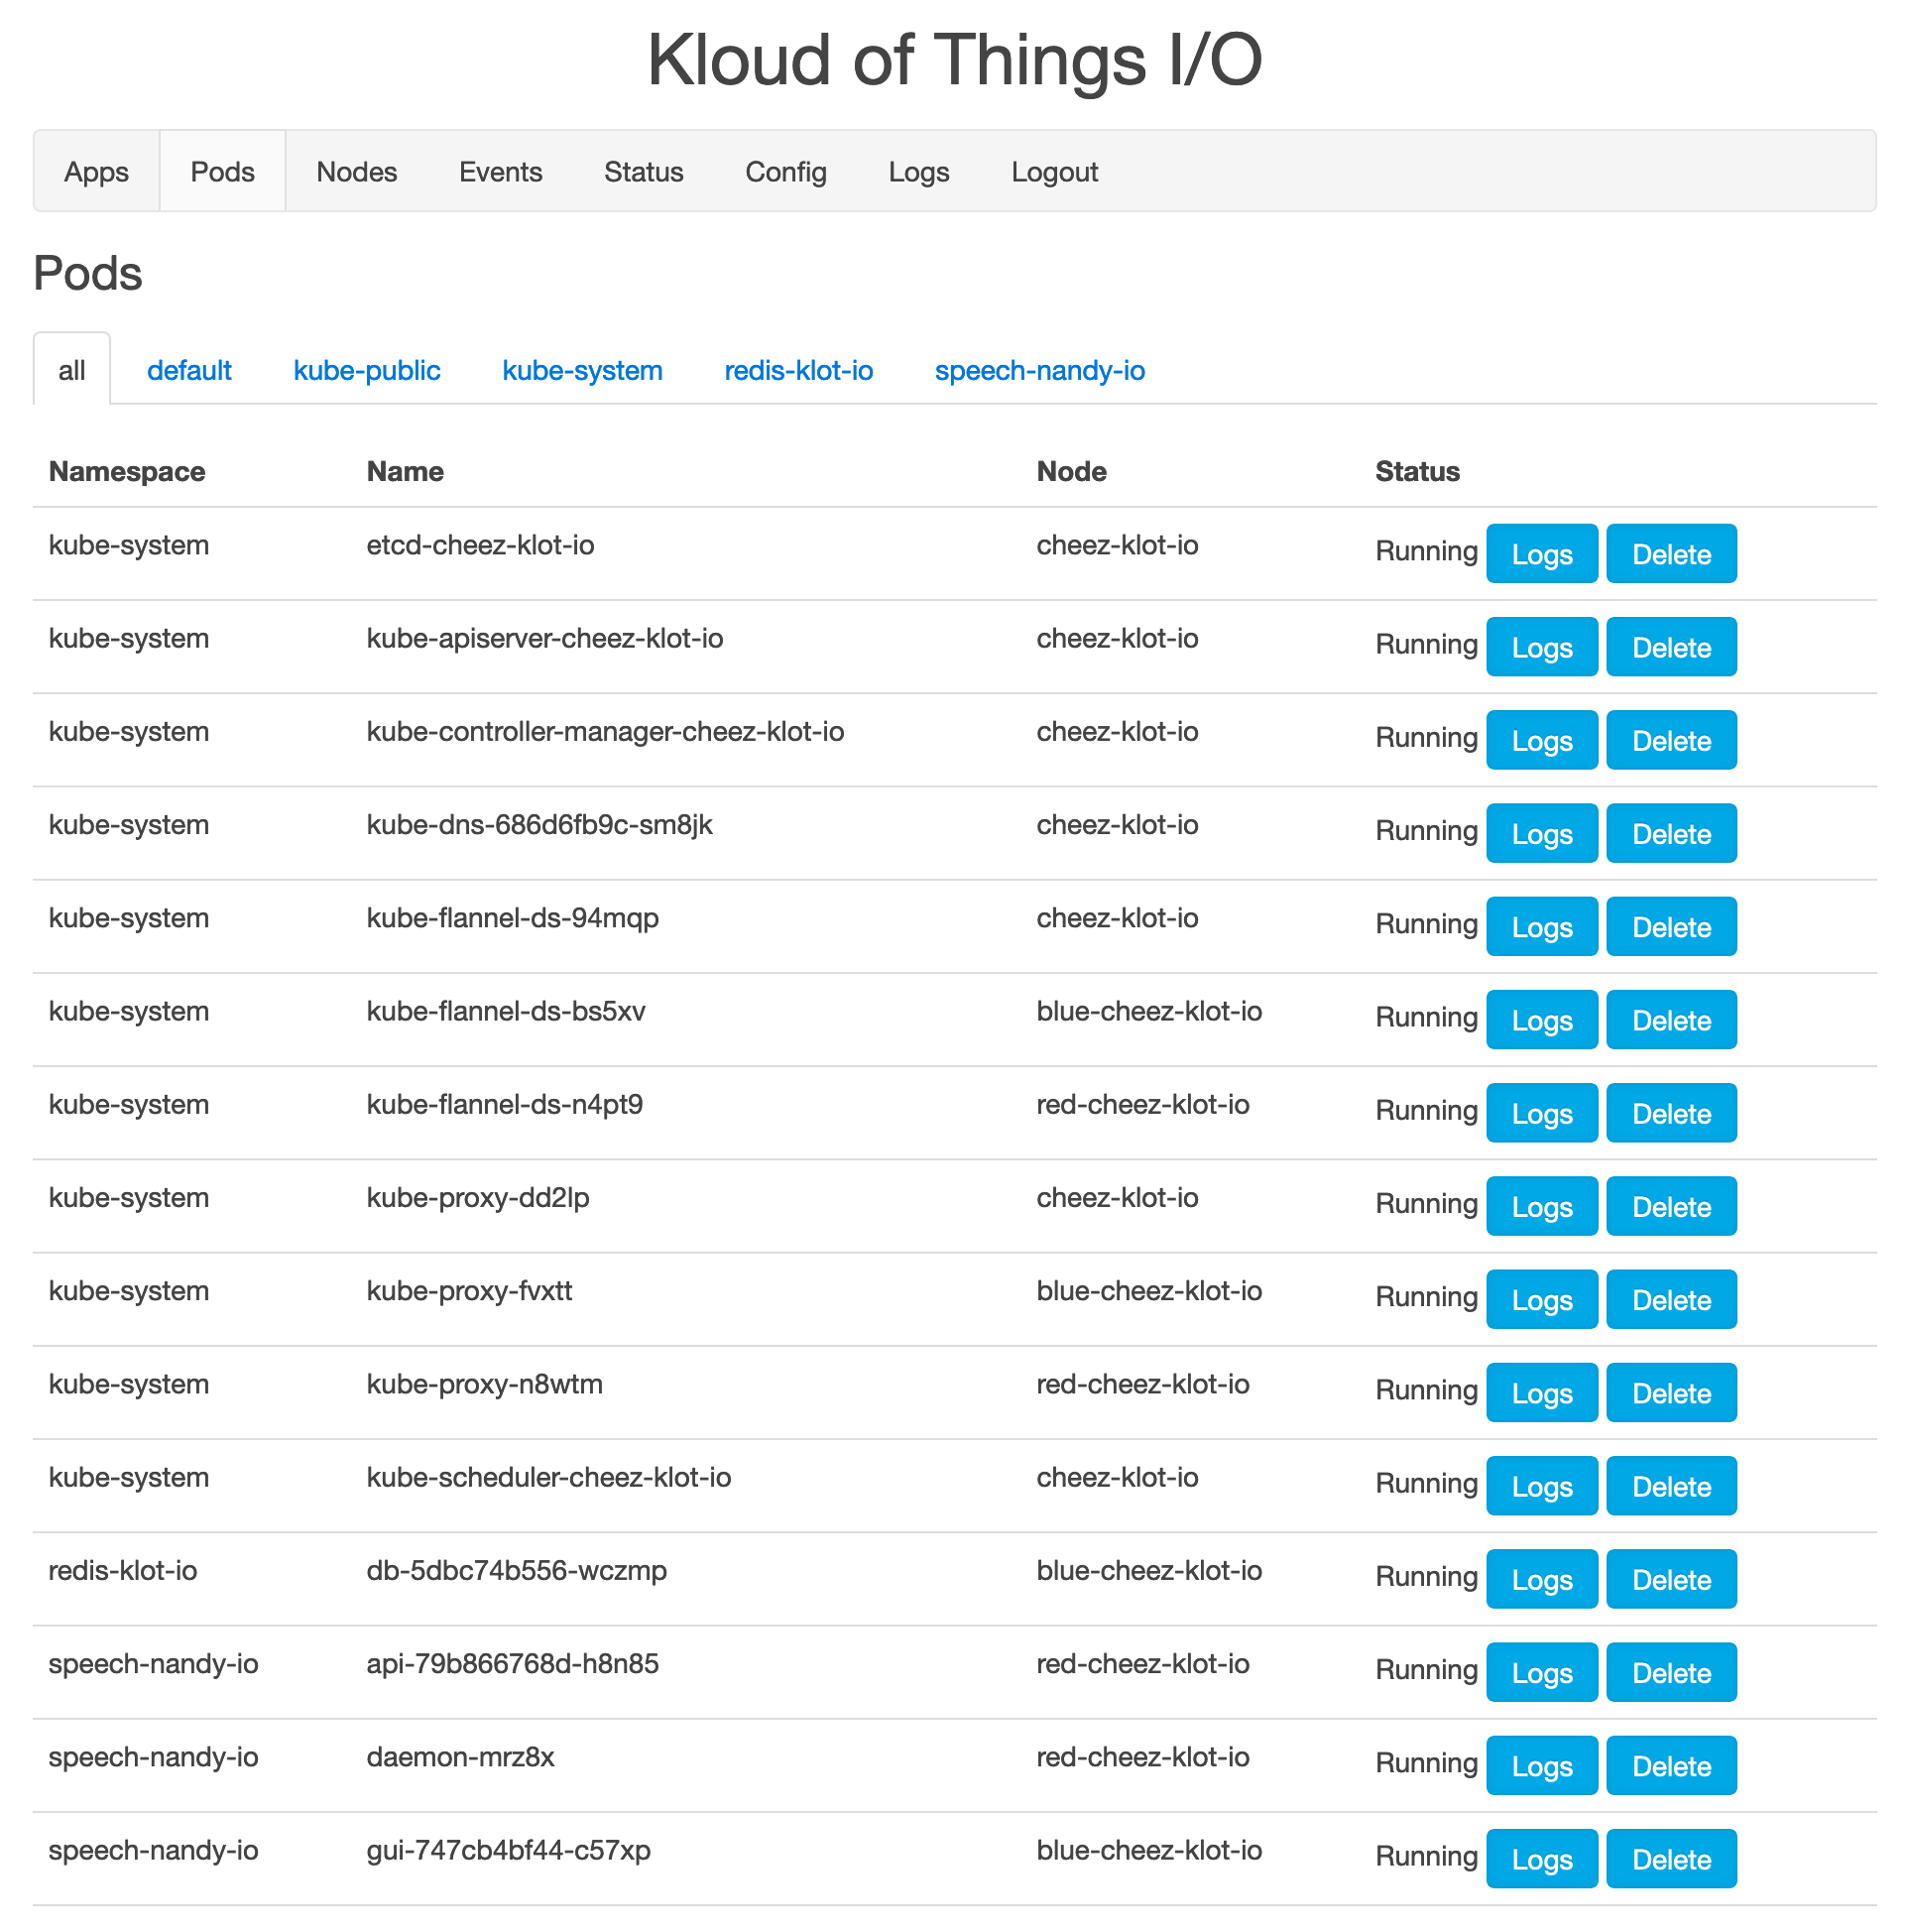 Kloud of Things I/O
Apps Pods Nodes Events Status Config Logs Logout
Pods
all default kube-public kube-system redis-klot-io speech-nandy-io
Namespace Name Node Status
kube-system etcd-cheez-klot-io cheez-klot-io Running Logs Delete
kube-system kube-apiserver-cheez-klot-io cheez-klot-io Running Logs Delete
kube-system kube-controller-manager-cheez-klot-io cheez-klot-io Running Logs Delete
kube-system kube-dns-686d6fb9c-sm8jk cheez-klot-io Running Logs Delete
kube-system kube-flannel-ds-94mqp cheez-klot-io Running Logs Delete
kube-system kube-flannel-ds-bs5xv blue-cheez-klot-io Running Logs Delete
kube-system kube-flannel-ds-n4pt9 red-cheez-klot-io Running Logs Delete
kube-system kube-proxy-dd2lp cheez-klot-io Running Logs Delete
kube-system kube-proxy-fvxtt blue-cheez-klot-io Running Logs Delete
kube-system kube-proxy-n8wtm red-cheez-klot-io Running Logs Delete
kube-system kube-scheduler-cheez-klot-io cheez-klot-io Running Logs Delete
redis-klot-io db-5dbc74b556-wczmp blue-cheez-klot-io Running Logs Delete
speech-nandy-io api-79b866768d-h8n85 red-cheez-klot-io Running Logs Delete
speech-nandy-io daemon-mrz8x red-cheez-klot-io Running Logs Delete
speech-nandy-io gui-747cb4bf44-c57xp blue-cheez-klot-io Running Logs Delete